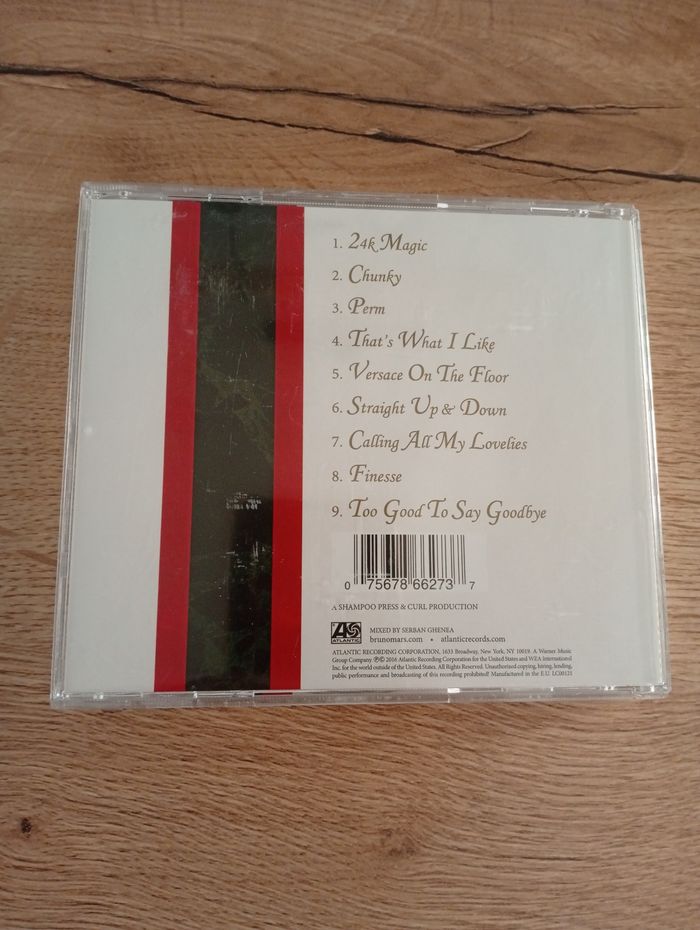 1. 24k Magic
2. Chunky
3. Perm
4. That's What I Like
5. Versace On The Floor
6. Straight Up & Down
7. Calling All My Lovelies
8. Finesse
9. Too Good To Say Goodbye
0 75678 66273 7
A SHAMPOO PRESS & CURL PRODUCTION
ATLANTIC
MIXED BY SERBAN GHENEA
brunomars.com • atlanticrecords.com
ATLANTIC RECORDING CORPORATION, 1633 Broadway, New York, NY 10019. A Warner Music
Group Company. ℗© 2016 Atlantic Recording Corporation for the United States and WEA International
Inc. for the world outside of the United States. All Rights Reserved. Unauthorised copying, hiring, lending,
public performance and broadcasting of this recording prohibited! Manufactured in the E.U. LC00121